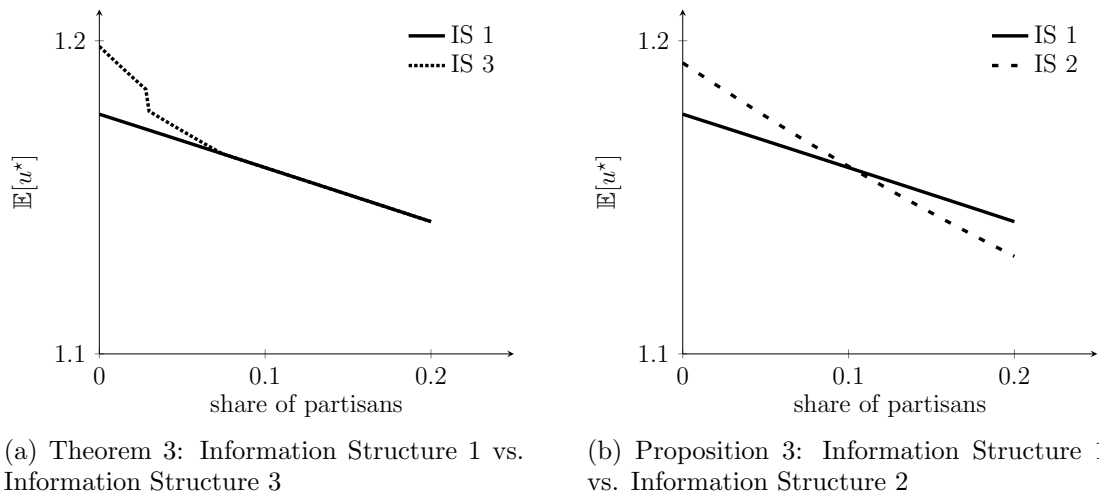 1.2
IS 1
IS 3
𝔼[u⋆]
1.1
0
0.1
0.2
share of partisans
(a) Theorem 3: Information Structure 1 vs.
Information Structure 3
1.2
IS 1
IS 2
𝔼[u⋆]
1.1
0
0.1
0.2
share of partisans
(b) Proposition 3: Information Structure 1
vs. Information Structure 2